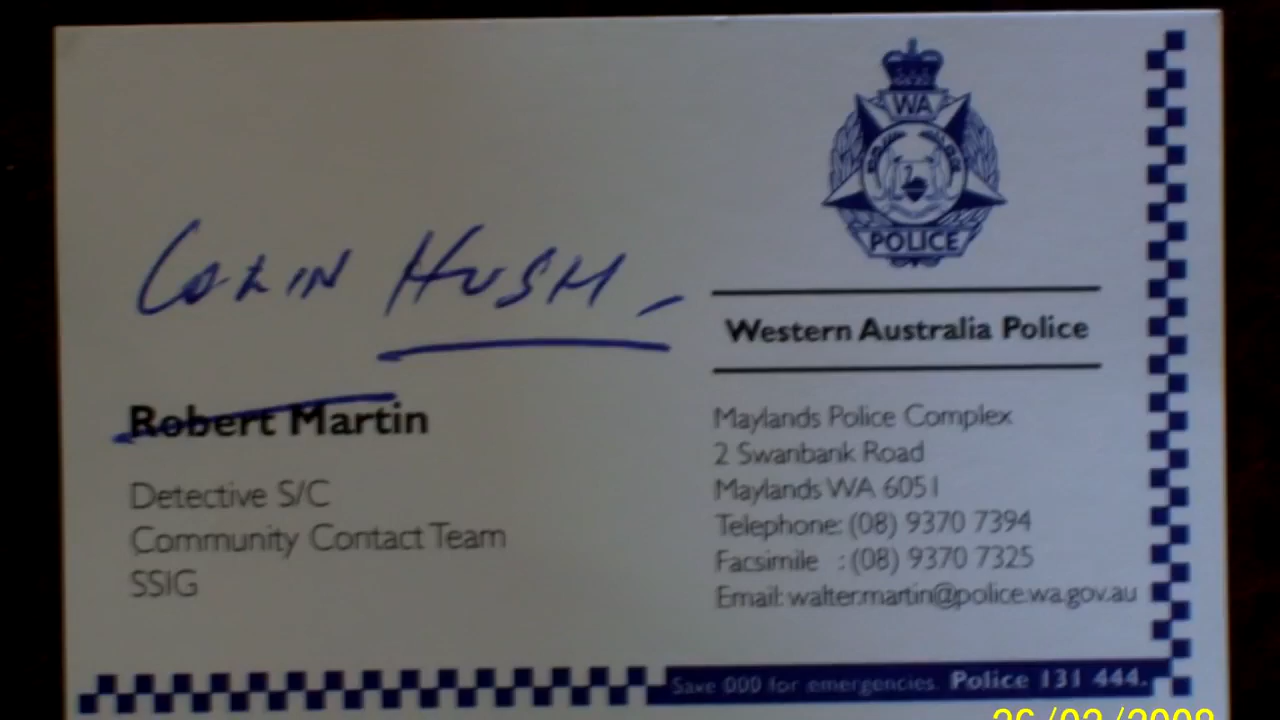 WA
POLICE
COLIN HUSH
Western Australia Police
Robert Martin
Detective S/C
Community Contact Team
SSIG
Maylands Police Complex
2 Swanbank Road
Maylands WA 6051
Telephone: (08) 9370 7394
Facsimile : (08) 9370 7325
Email: walter.martin@police.wa.gov.au
Save 000 for emergencies. Police 131 444.